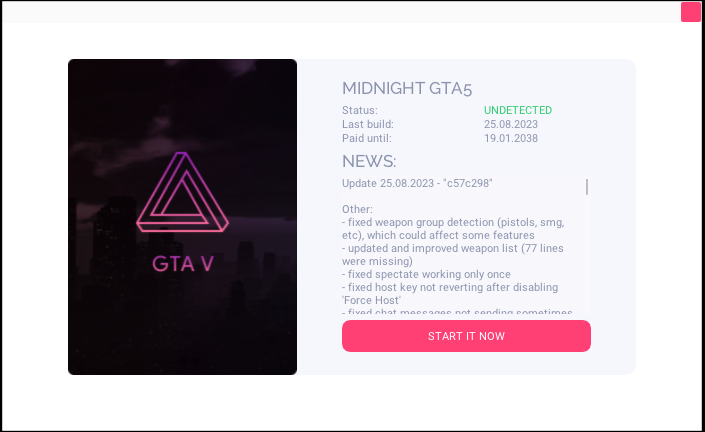 GTA V
MIDNIGHT GTA5
Status: UNDETECTED
Last build: 25.08.2023
Paid until: 19.01.2038
NEWS:
Update 25.08.2023 - "c57c298"
Other:
- fixed weapon group detection (pistols, smg,
etc), which could affect some features
- updated and improved weapon list (77 lines
were missing)
- fixed spectate working only once
- fixed host key not reverting after disabling
'Force Host'
- fixed chat messages not sending sometimes
START IT NOW